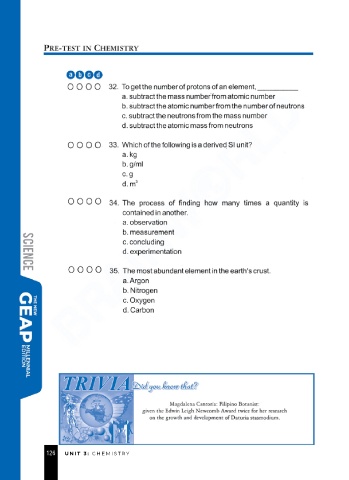 PRE-TEST IN CHEMISTRY
a b c d
32. To get the number of protons of an element, __________
a. subtract the mass number from atomic number
b. subtract the atomic number from the number of neutrons
c. subtract the neutrons from the mass number
d. subtract the atomic mass from neutrons
33. Which of the following is a derived SI unit?
a. kg
b. g/ml
c. g
d. m²
34. The process of finding how many times a quantity is
contained in another.
a. observation
b. measurement
c. concluding
d. experimentation
35. The most abundant element in the earth's crust.
a. Argon
b. Nitrogen
c. Oxygen
d. Carbon
SCIENCE
THE NEW
GEAP
MILLENNIAL
EDITION
TRIVIA Did you know that?
Magdalena Cantoria: Filipino Botanist
given the Edwin Leigh Newcomb Award twice for her research
on the growth and development of Daturia staamodium.
126 UNIT 3: CHEMISTRY